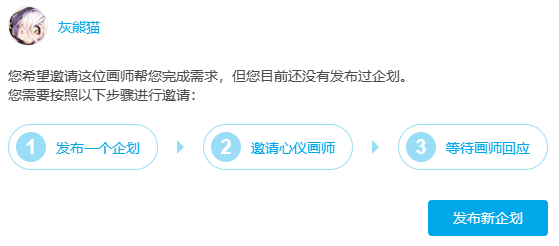 灰熊猫
您希望邀请这位画师帮您完成需求，但您目前还没有发布过企划。
您需要按照以下步骤进行邀请：
1 发布一个企划 2 邀请心仪画师 3 等待画师回应
发布新企划